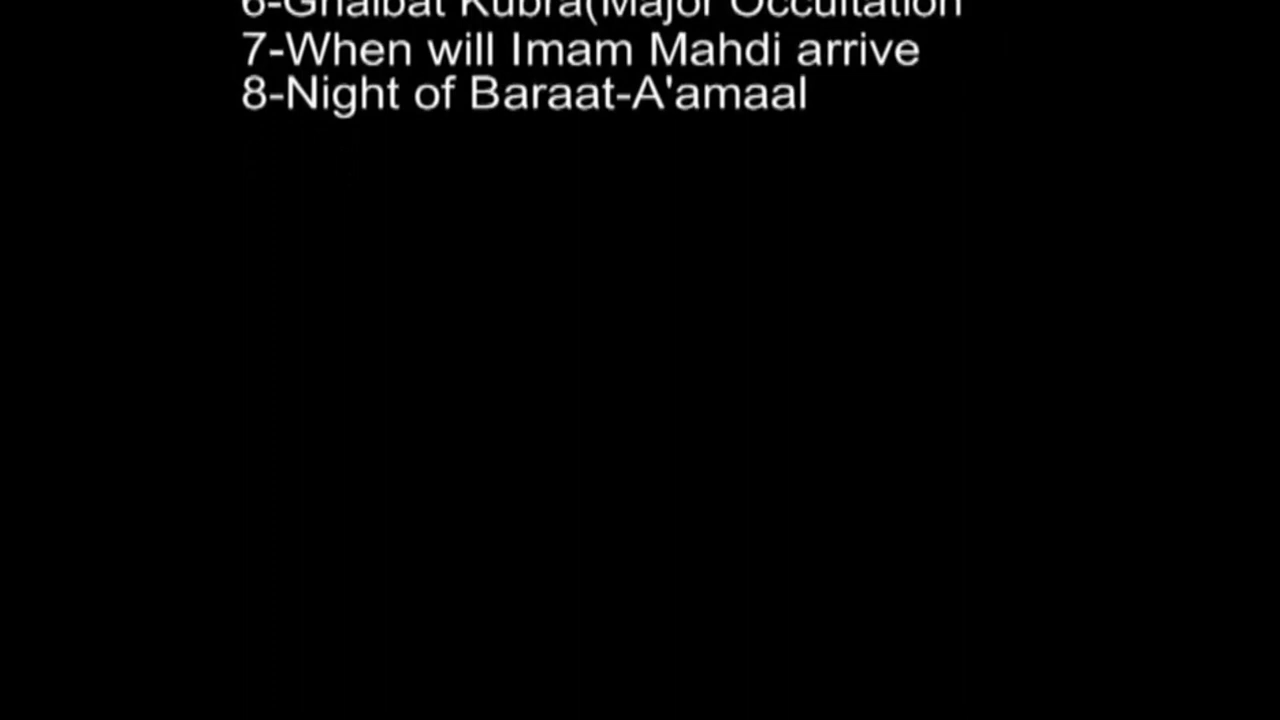 6-Ghaibat Kubra(Major Occultation
7-When will Imam Mahdi arrive
8-Night of Baraat-A'amaal